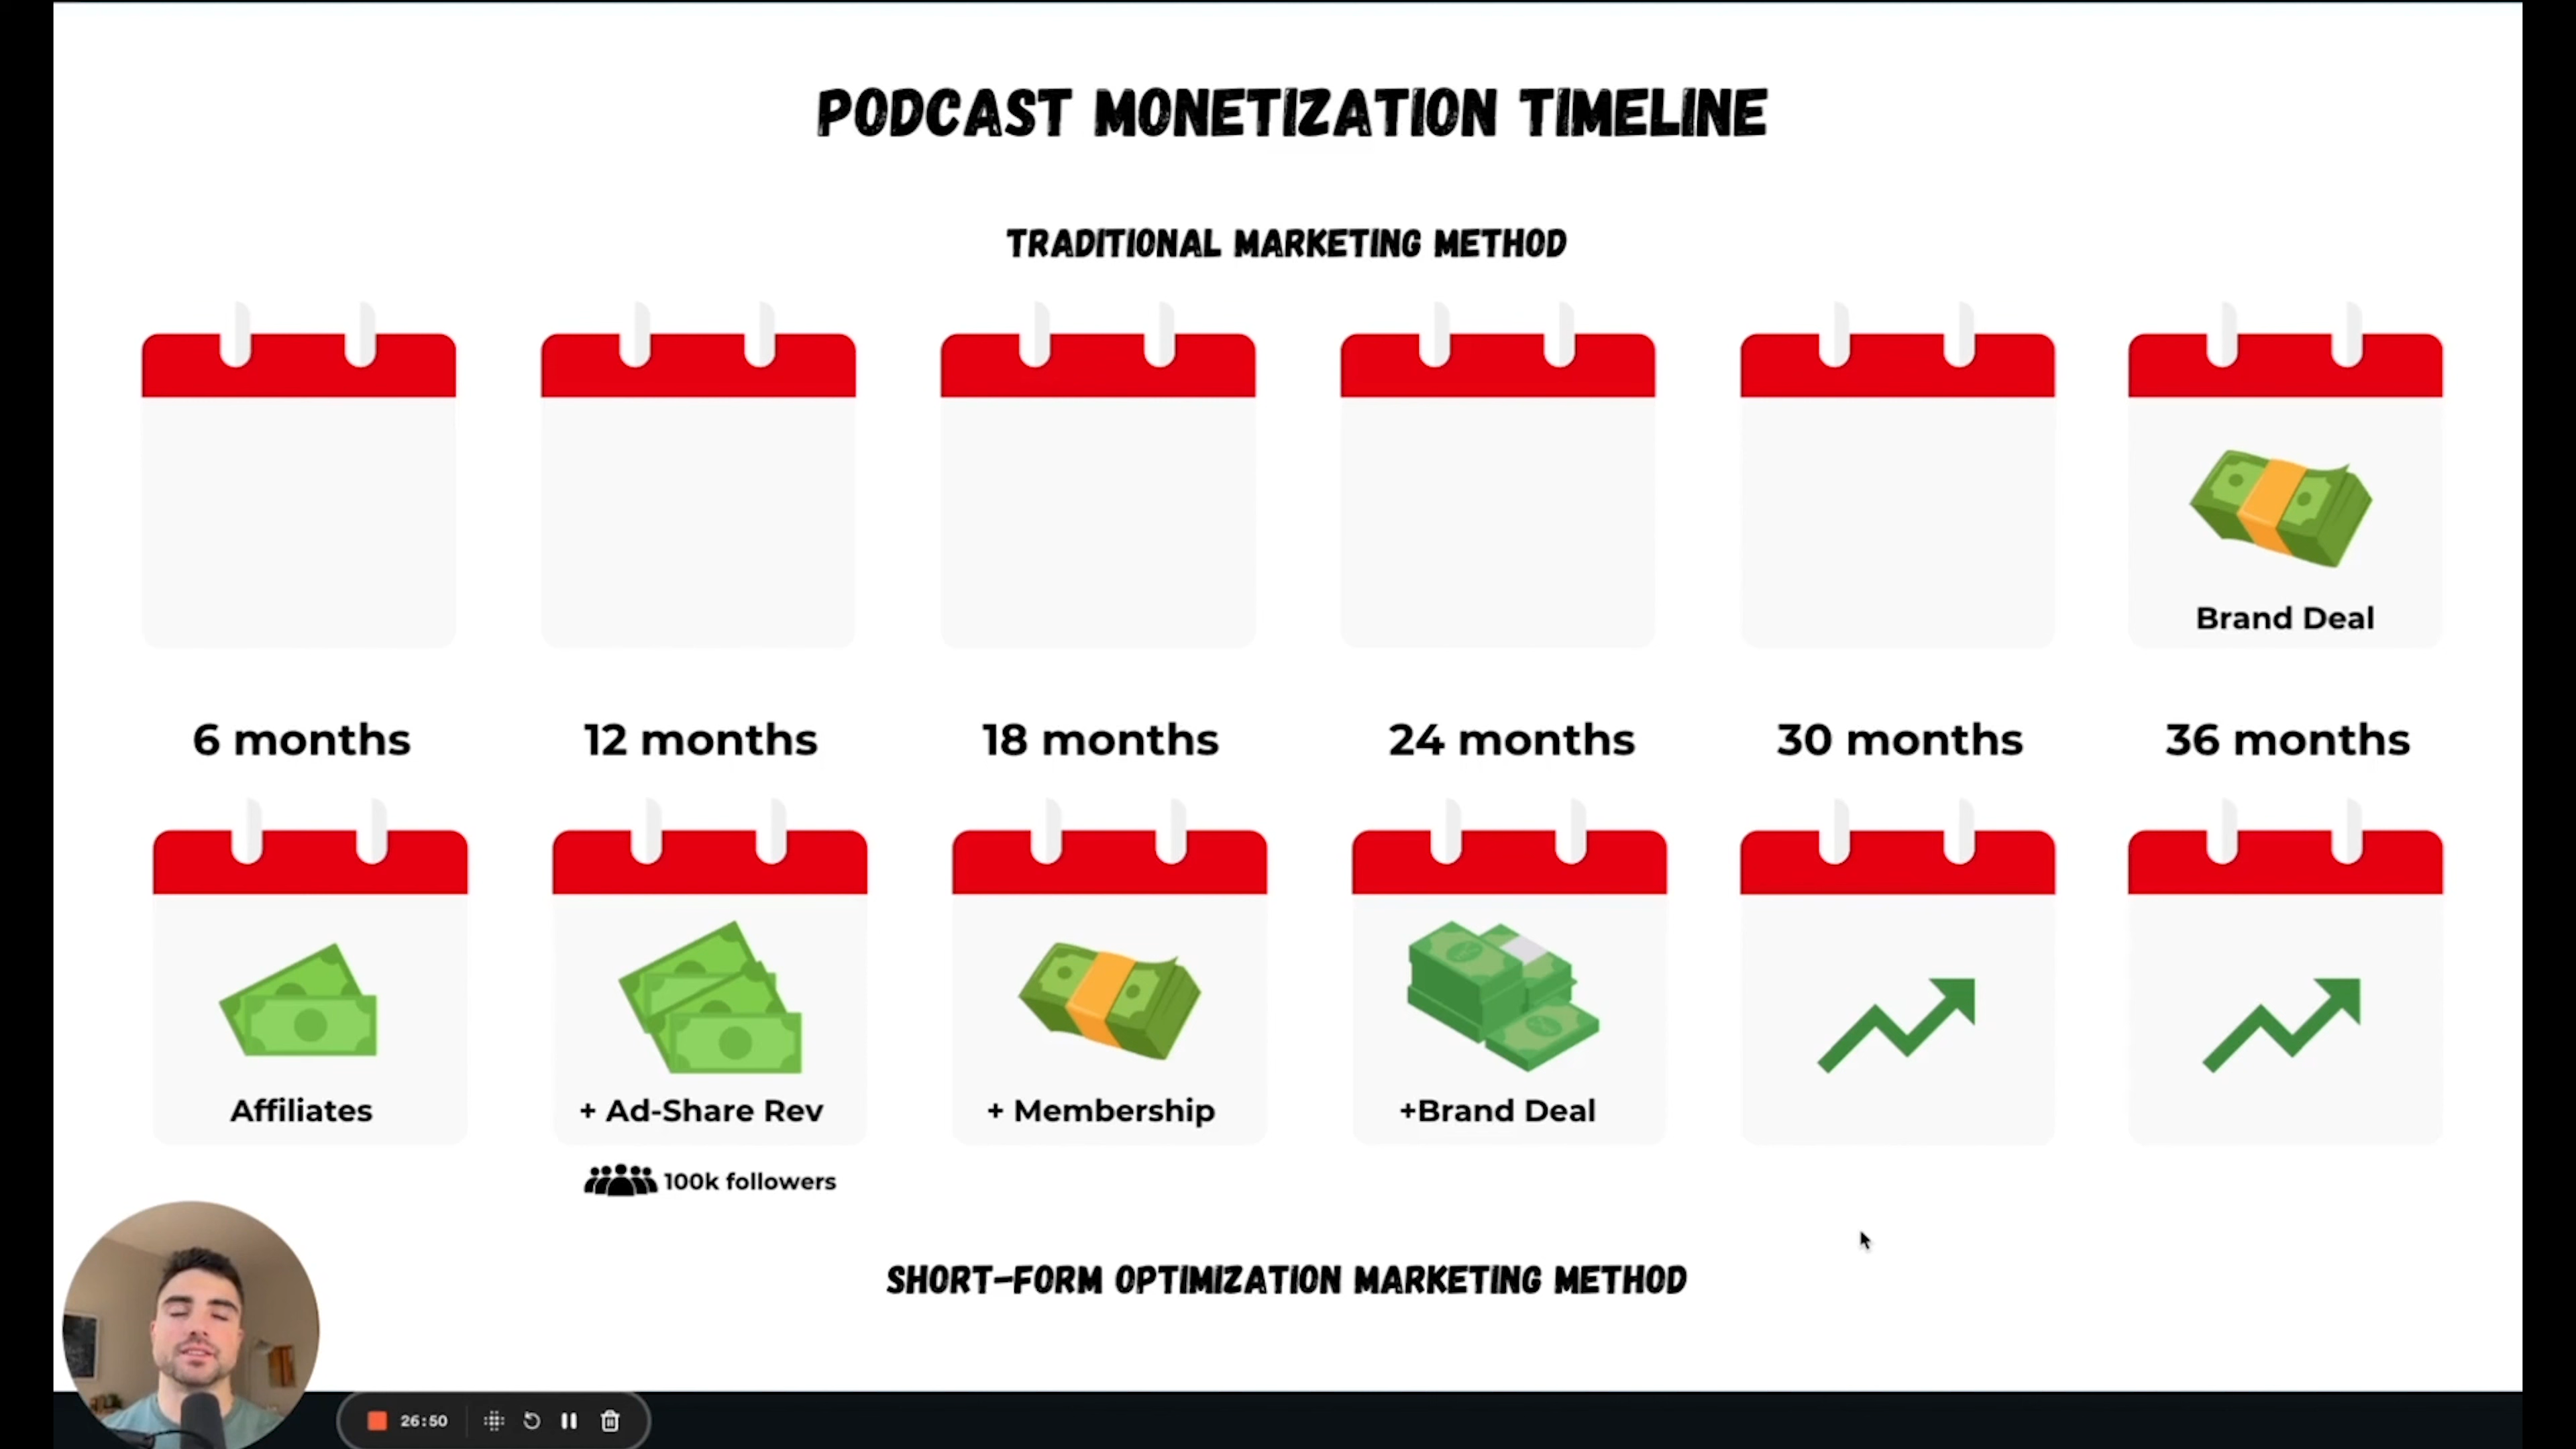 PODCAST MONETIZATION TIMELINE
TRADITIONAL MARKETING METHOD
Brand Deal
6 months
12 months
18 months
24 months
30 months
36 months
Affiliates
+ Ad-Share Rev
+ Membership
+Brand Deal
100k followers
SHORT-FORM OPTIMIZATION MARKETING METHOD
26:50